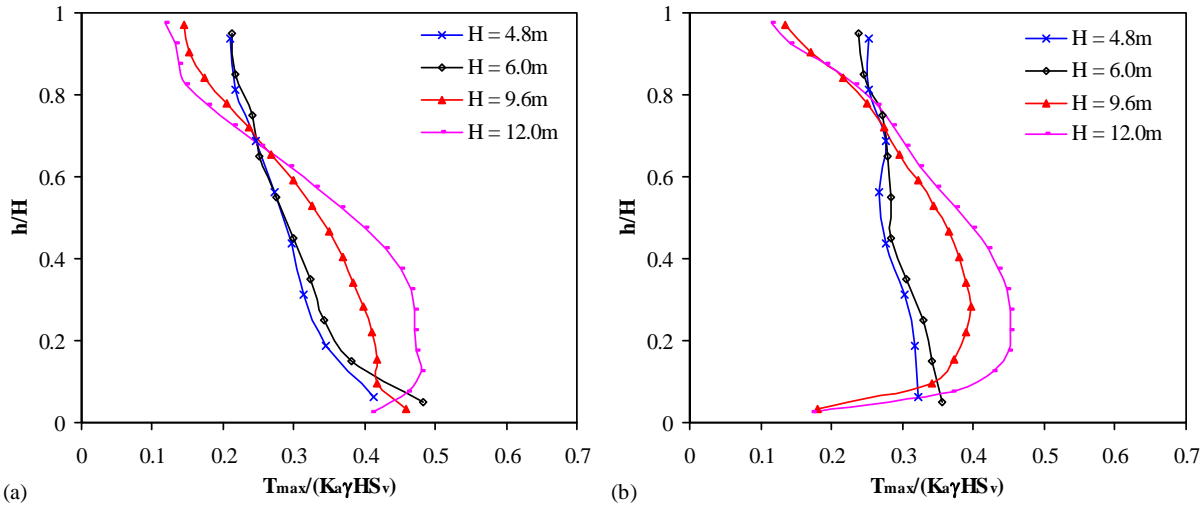 1
0.8
0.6
0.4
0.2
0
h/H
0 0.1 0.2 0.3 0.4 0.5 0.6 0.7
Tmax/(KaγHSv)
H = 4.8m
H = 6.0m
H = 9.6m
H = 12.0m
(a)
1
0.8
0.6
0.4
0.2
0
h/H
0 0.1 0.2 0.3 0.4 0.5 0.6 0.7
Tmax/(KaγHSv)
H = 4.8m
H = 6.0m
H = 9.6m
H = 12.0m
(b)